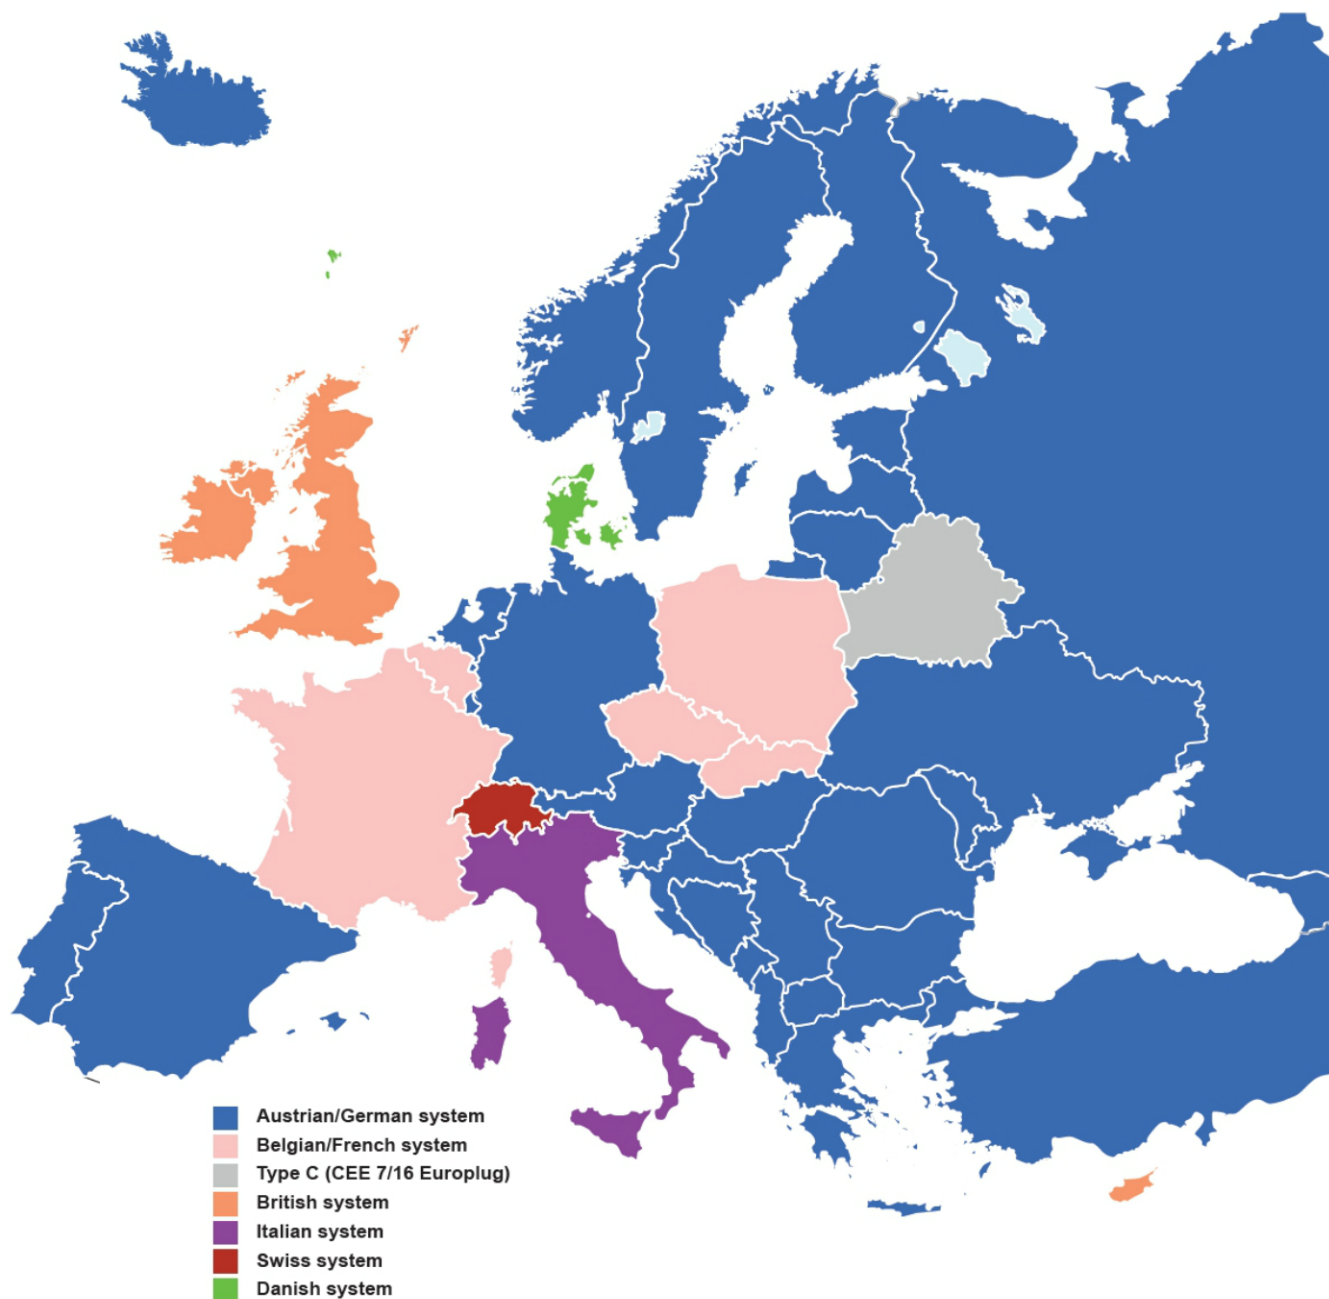 Austrian/German system
Belgian/French system
Type C (CEE 7/16 Europlug)
British system
Italian system
Swiss system
Danish system